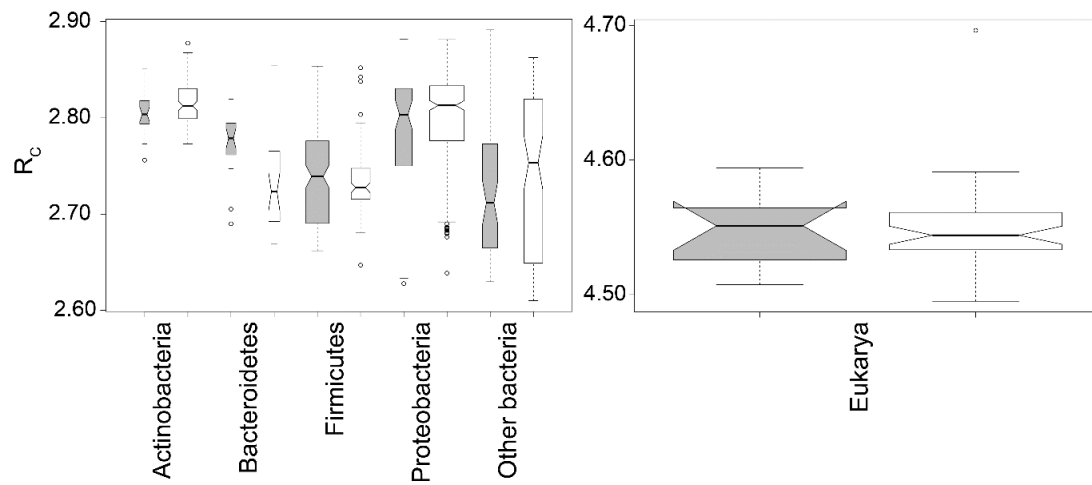 2.90
2.80
2.70
2.60
R_C
Actinobacteria
Bacteroidetes
Firmicutes
Proteobacteria
Other bacteria
4.70
4.60
4.50
Eukarya